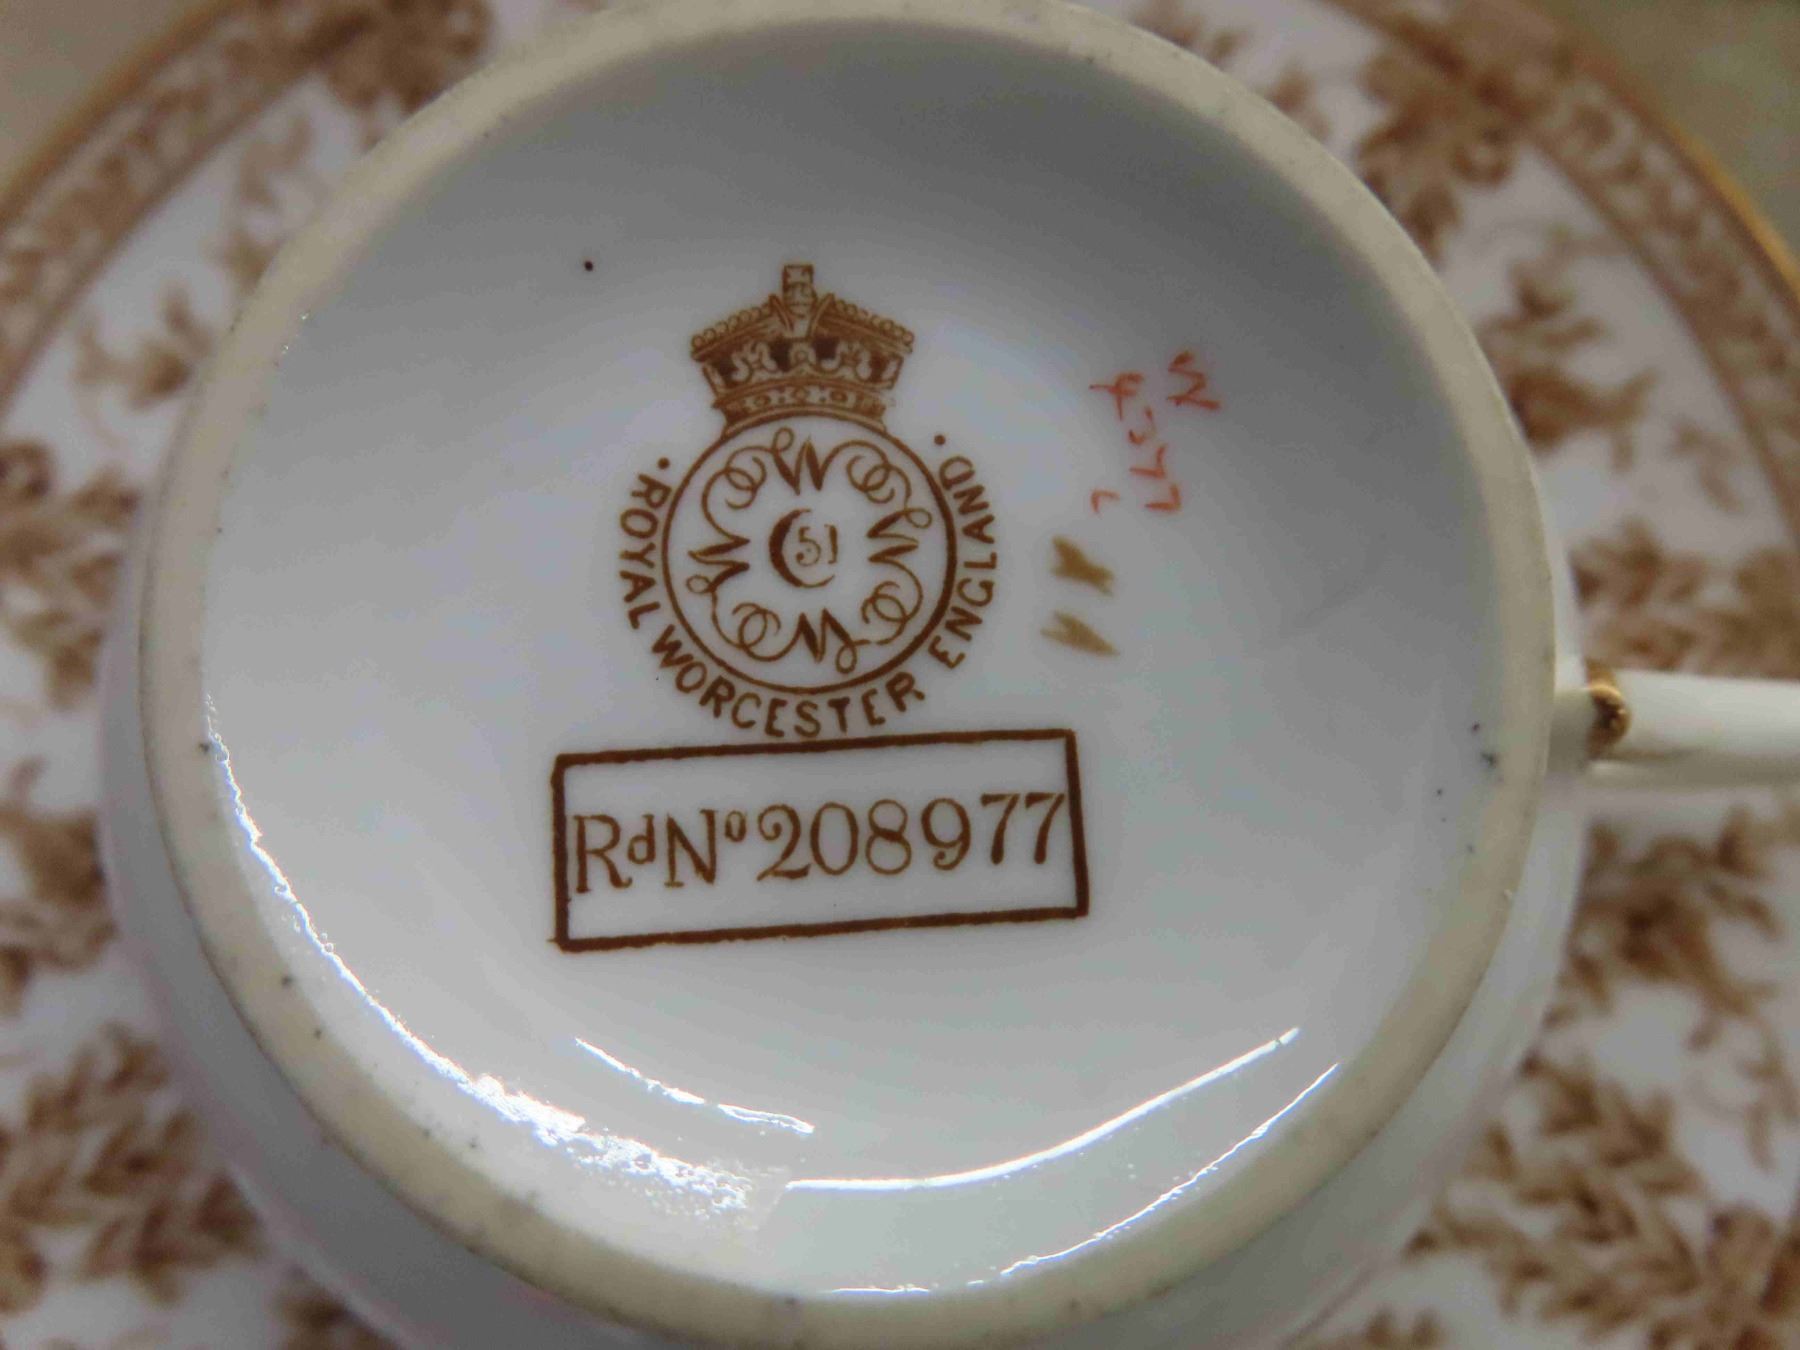 W W W W
51
ROYAL WORCESTER ENGLAND
RdNo 208977